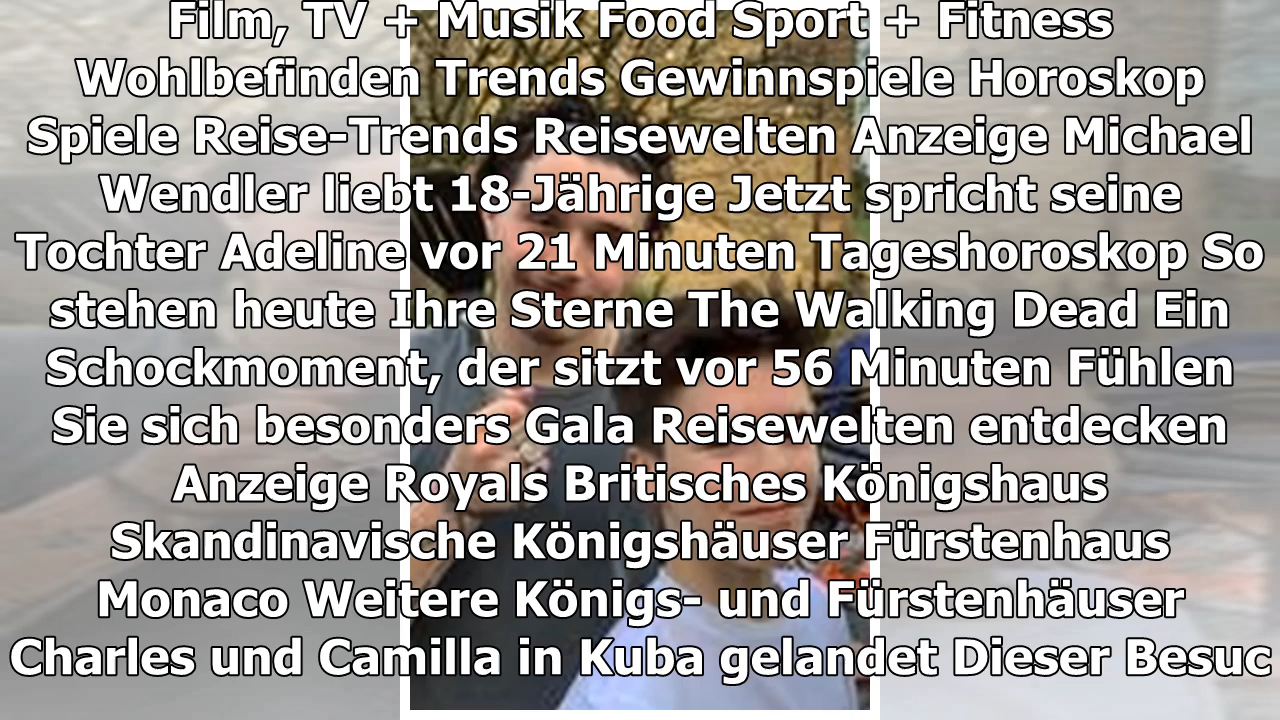 Film, TV + Musik Food Sport + Fitness
Wohlbefinden Trends Gewinnspiele Horoskop
Spiele Reise-Trends Reisewelten Anzeige Michael
Wendler liebt 18-Jährige Jetzt spricht seine
Tochter Adeline vor 21 Minuten Tageshoroskop So
stehen heute Ihre Sterne The Walking Dead Ein
Schockmoment, der sitzt vor 56 Minuten Fühlen
Sie sich besonders Gala Reisewelten entdecken
Anzeige Royals Britisches Königshaus
Skandinavische Königshäuser Fürstenhaus
Monaco Weitere Königs- und Fürstenhäuser
Charles und Camilla in Kuba gelandet Dieser Besuc